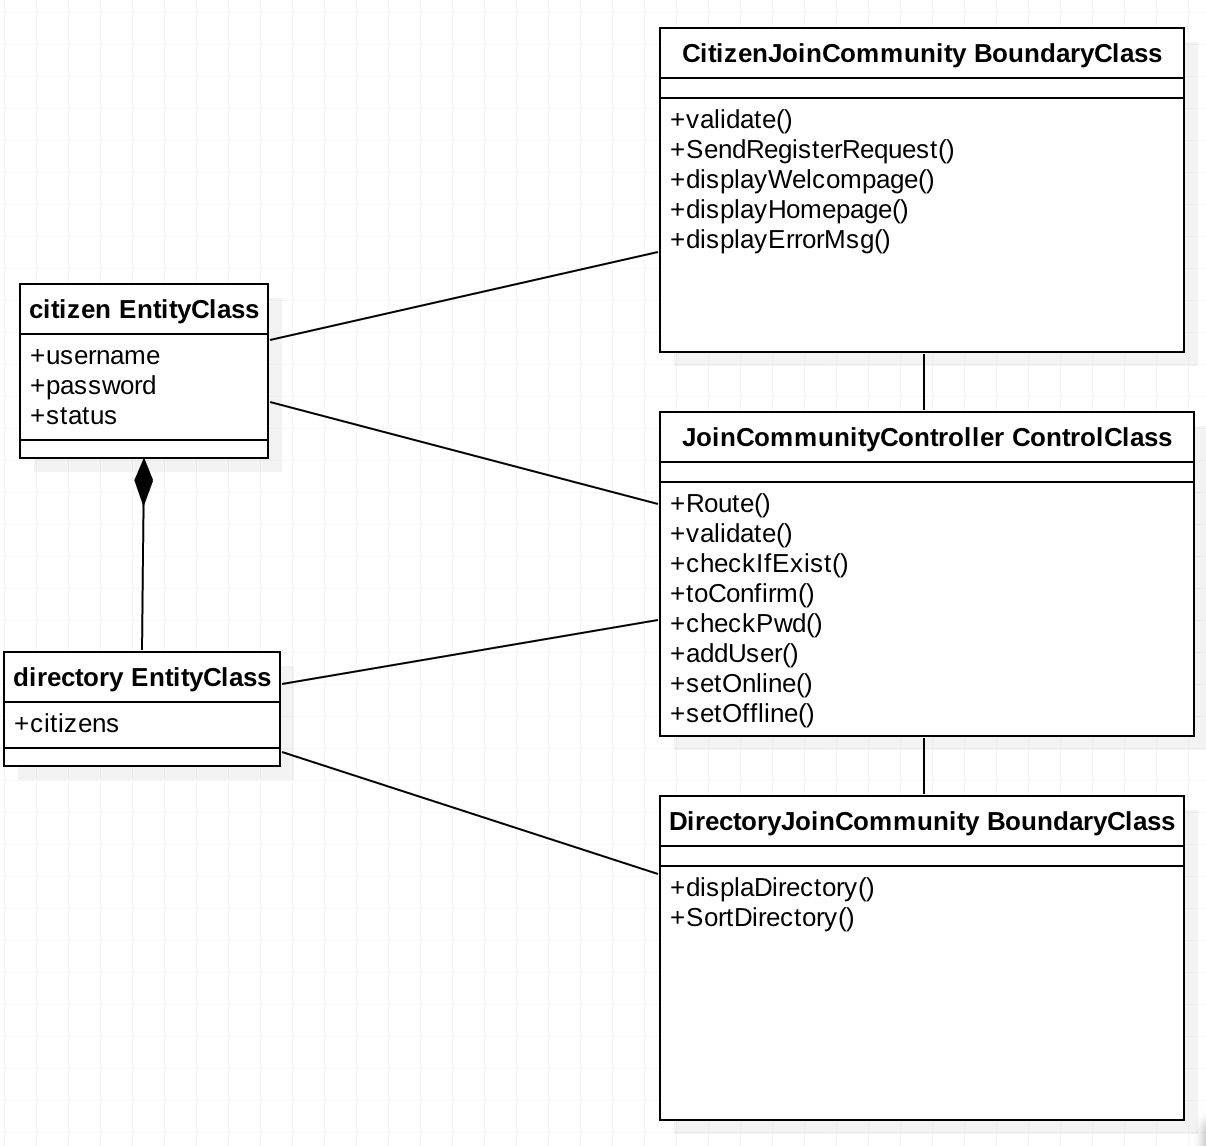 CitizenJoinCommunity BoundaryClass
+validate()
+SendRegisterRequest()
+displayWelcompage()
+displayHomepage()
+displayErrorMsg()
citizen EntityClass
+username
+password
+status
JoinCommunityController ControlClass
+Route()
+validate()
+checkIfExist()
+toConfirm()
+checkPwd()
+addUser()
+setOnline()
+setOffline()
directory EntityClass
+citizens
DirectoryJoinCommunity BoundaryClass
+displaDirectory()
+SortDirectory()